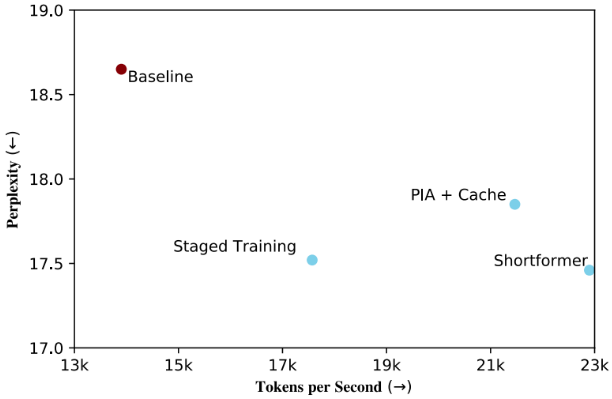 19.0
Baseline
18.5
Perplexity (←)
18.0
PIA + Cache
Staged Training
Shortformer
17.5
17.0
13k 15k 17k 19k 21k 23k
Tokens per Second (→)